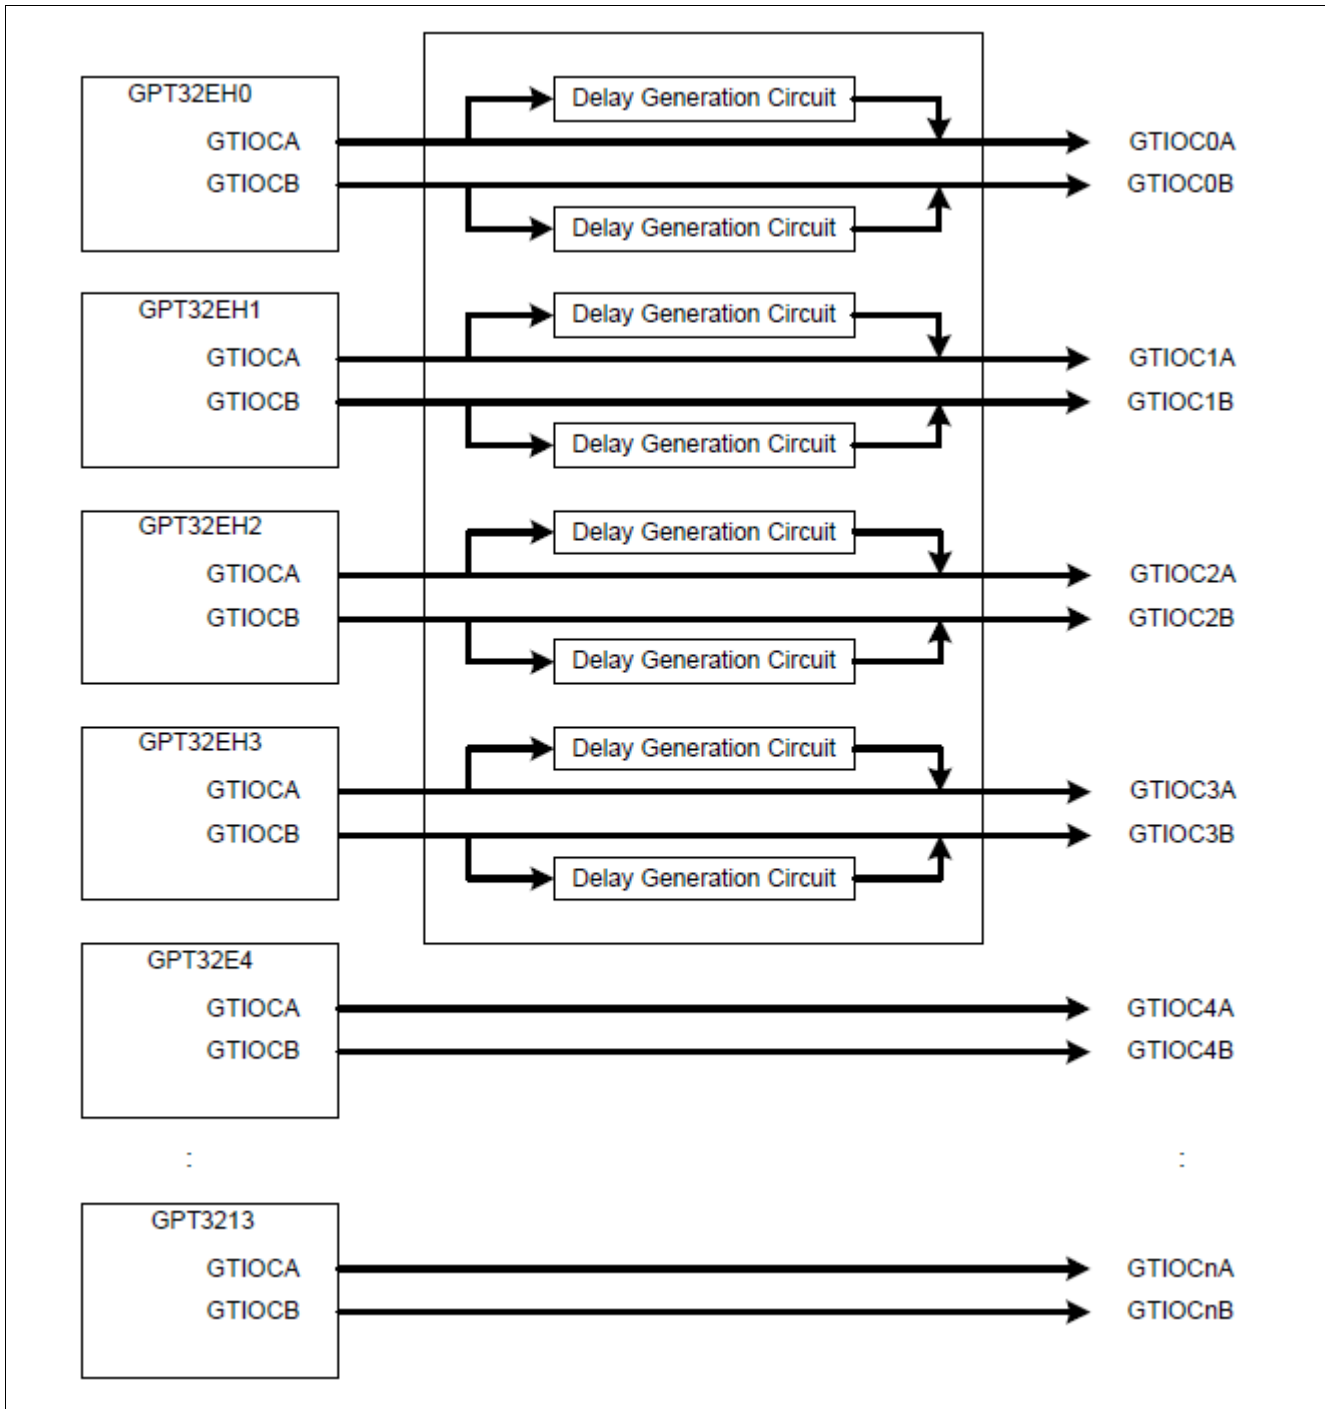 GPT32EH0
Delay Generation Circuit
GTIOCA
GTIOC0A
GTIOCB
GTIOC0B
Delay Generation Circuit
GPT32EH1
Delay Generation Circuit
GTIOCA
GTIOC1A
GTIOCB
GTIOC1B
Delay Generation Circuit
GPT32EH2
Delay Generation Circuit
GTIOCA
GTIOC2A
GTIOCB
GTIOC2B
Delay Generation Circuit
GPT32EH3
Delay Generation Circuit
GTIOCA
GTIOC3A
GTIOCB
GTIOC3B
Delay Generation Circuit
GPT32E4
GTIOCA
GTIOC4A
GTIOCB
GTIOC4B
:
:
GPT3213
GTIOCA
GTIOCnA
GTIOCB
GTIOCnB